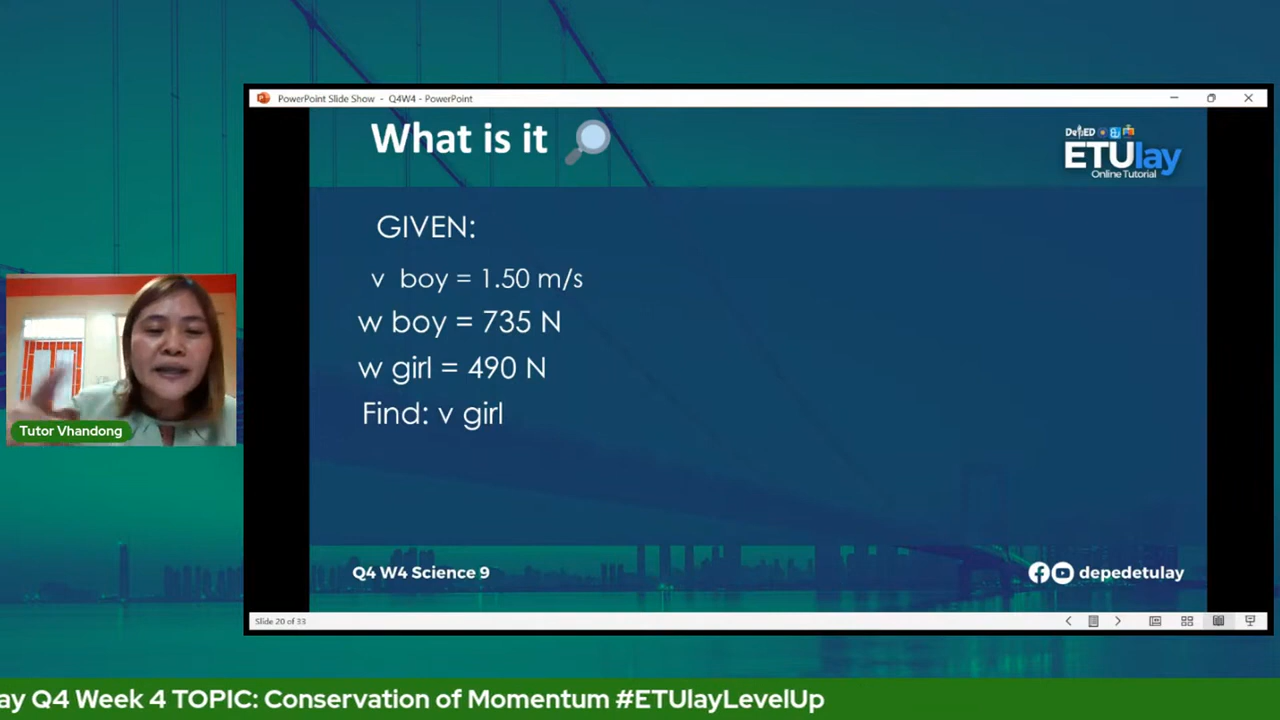 PowerPoint Slide Show - Q4W4 - PowerPoint
What is it
DepED
ETUlay
Online Tutorial
GIVEN:
v boy = 1.50 m/s
w boy = 735 N
w girl = 490 N
Find: v girl
Tutor Vhandong
Q4 W4 Science 9
depedetulay
Slide 20 of 33
ay Q4 Week 4 TOPIC: Conservation of Momentum #ETUlayLevelUp